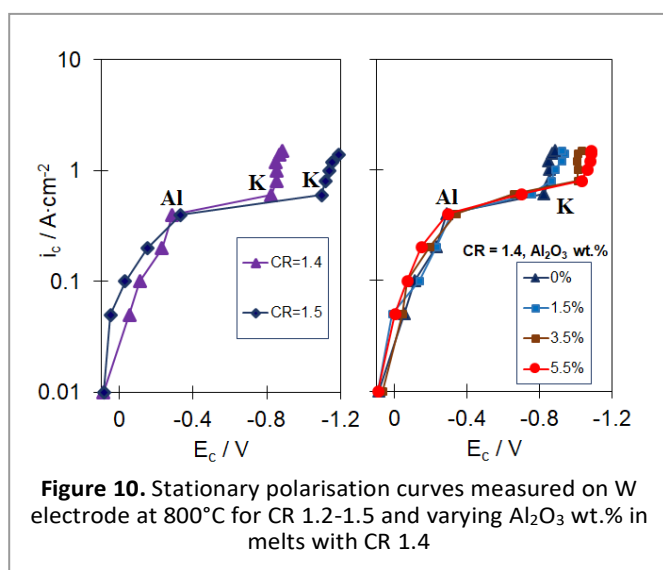 10
1
0.1
0.01
i꜀ / A·cm⁻²
0
-0.4
-0.8
-1.2
E꜀ / V
Al
K
K
CR=1.4
CR=1.5
0
-0.4
-0.8
-1.2
E꜀ / V
Al
K
CR = 1.4, Al₂O₃ wt.%
0%
1.5%
3.5%
5.5%
Figure 10. Stationary polarisation curves measured on W
electrode at 800°C for CR 1.2-1.5 and varying Al₂O₃ wt.% in
melts with CR 1.4